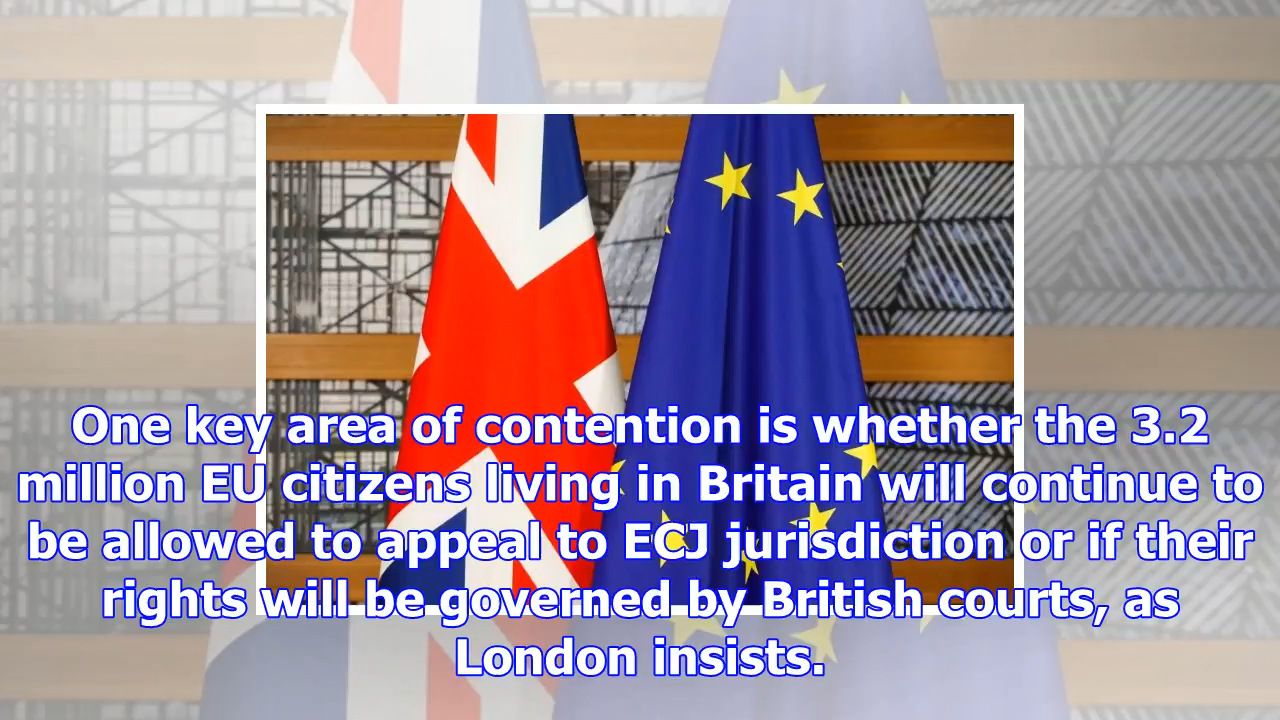 One key area of contention is whether the 3.2
million EU citizens living in Britain will continue to
be allowed to appeal to ECJ jurisdiction or if their
rights will be governed by British courts, as
London insists.